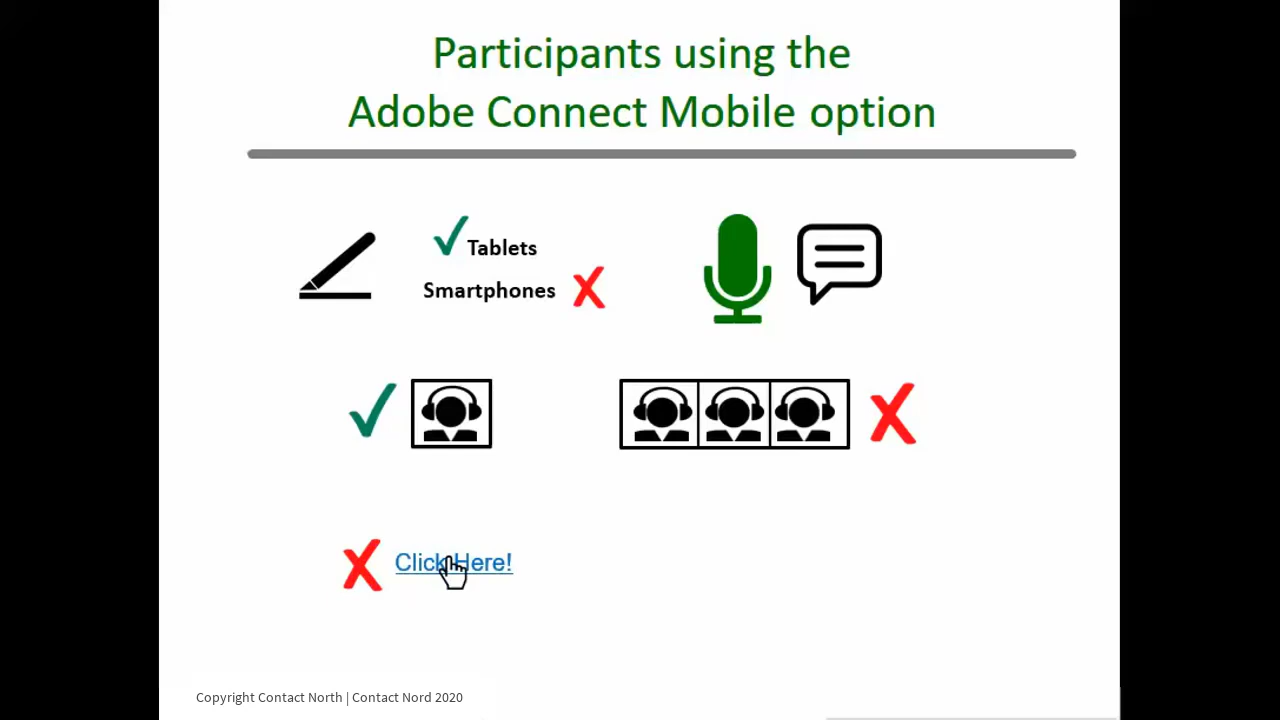 Participants using the
Adobe Connect Mobile option
Tablets
Smartphones
Click Here!
Copyright Contact North | Contact Nord 2020